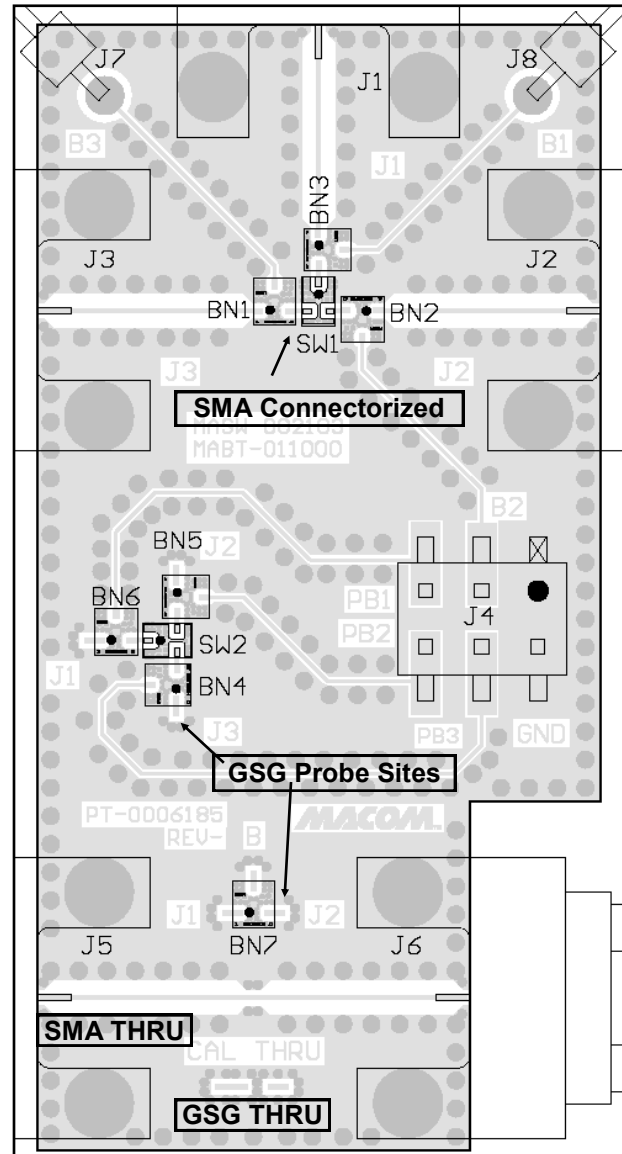 J7
J8
J1
B3
J1
B1
BN3
J3
J2
BN1
BN2
SW1
J3
J2
SMA Connectorized
MASW-002103
MABT-011000
B2
BN5
J2
BN6
PB1
J4
PB2
SW2
J1
BN4
J3
PB3
GND
GSG Probe Sites
PT-0006185
REV-
MACOM™
B
J1
J2
J5
BN7
J6
SMA THRU
CAL THRU
GSG THRU